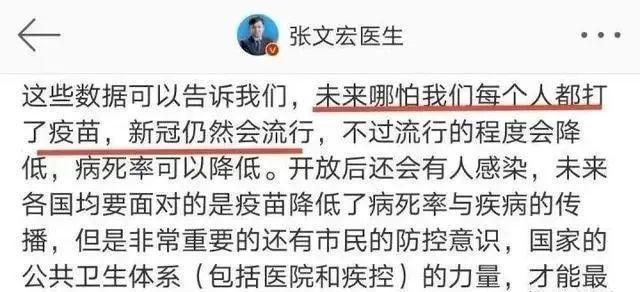 张文宏医生
这些数据可以告诉我们，未来哪怕我们每个人都打
了疫苗，新冠仍然会流行，不过流行的程度会降
低，病死率可以降低。开放后还会有人感染，未来
各国均要面对的是疫苗降低了病死率与疾病的传
播，但是非常重要的还有市民的防控意识，国家的
公共卫生体系（包括医院和疾控）的力量，才能最